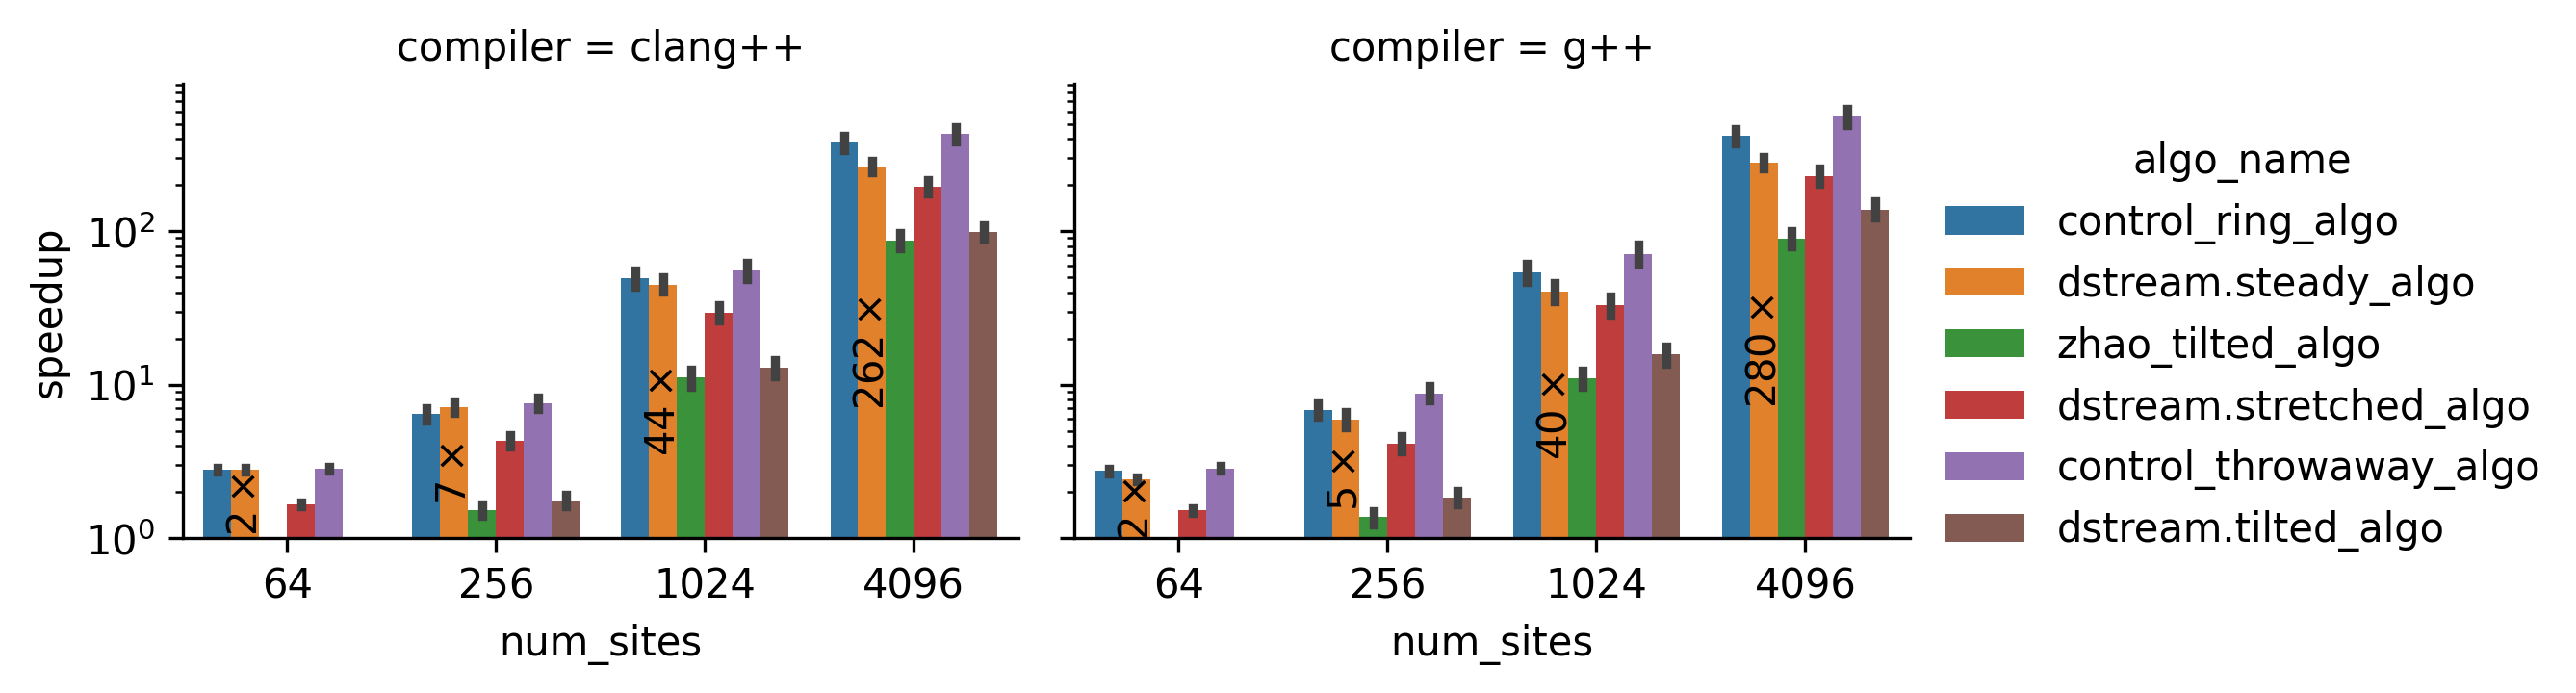 compiler = clang++
compiler = g++
speedup
10²
10¹
10⁰
2 ×
7 ×
44 ×
262 ×
2 ×
5 ×
40 ×
280 ×
64 256 1024 4096
64 256 1024 4096
num_sites
num_sites
algo_name
control_ring_algo
dstream.steady_algo
zhao_tilted_algo
dstream.stretched_algo
control_throwaway_algo
dstream.tilted_algo